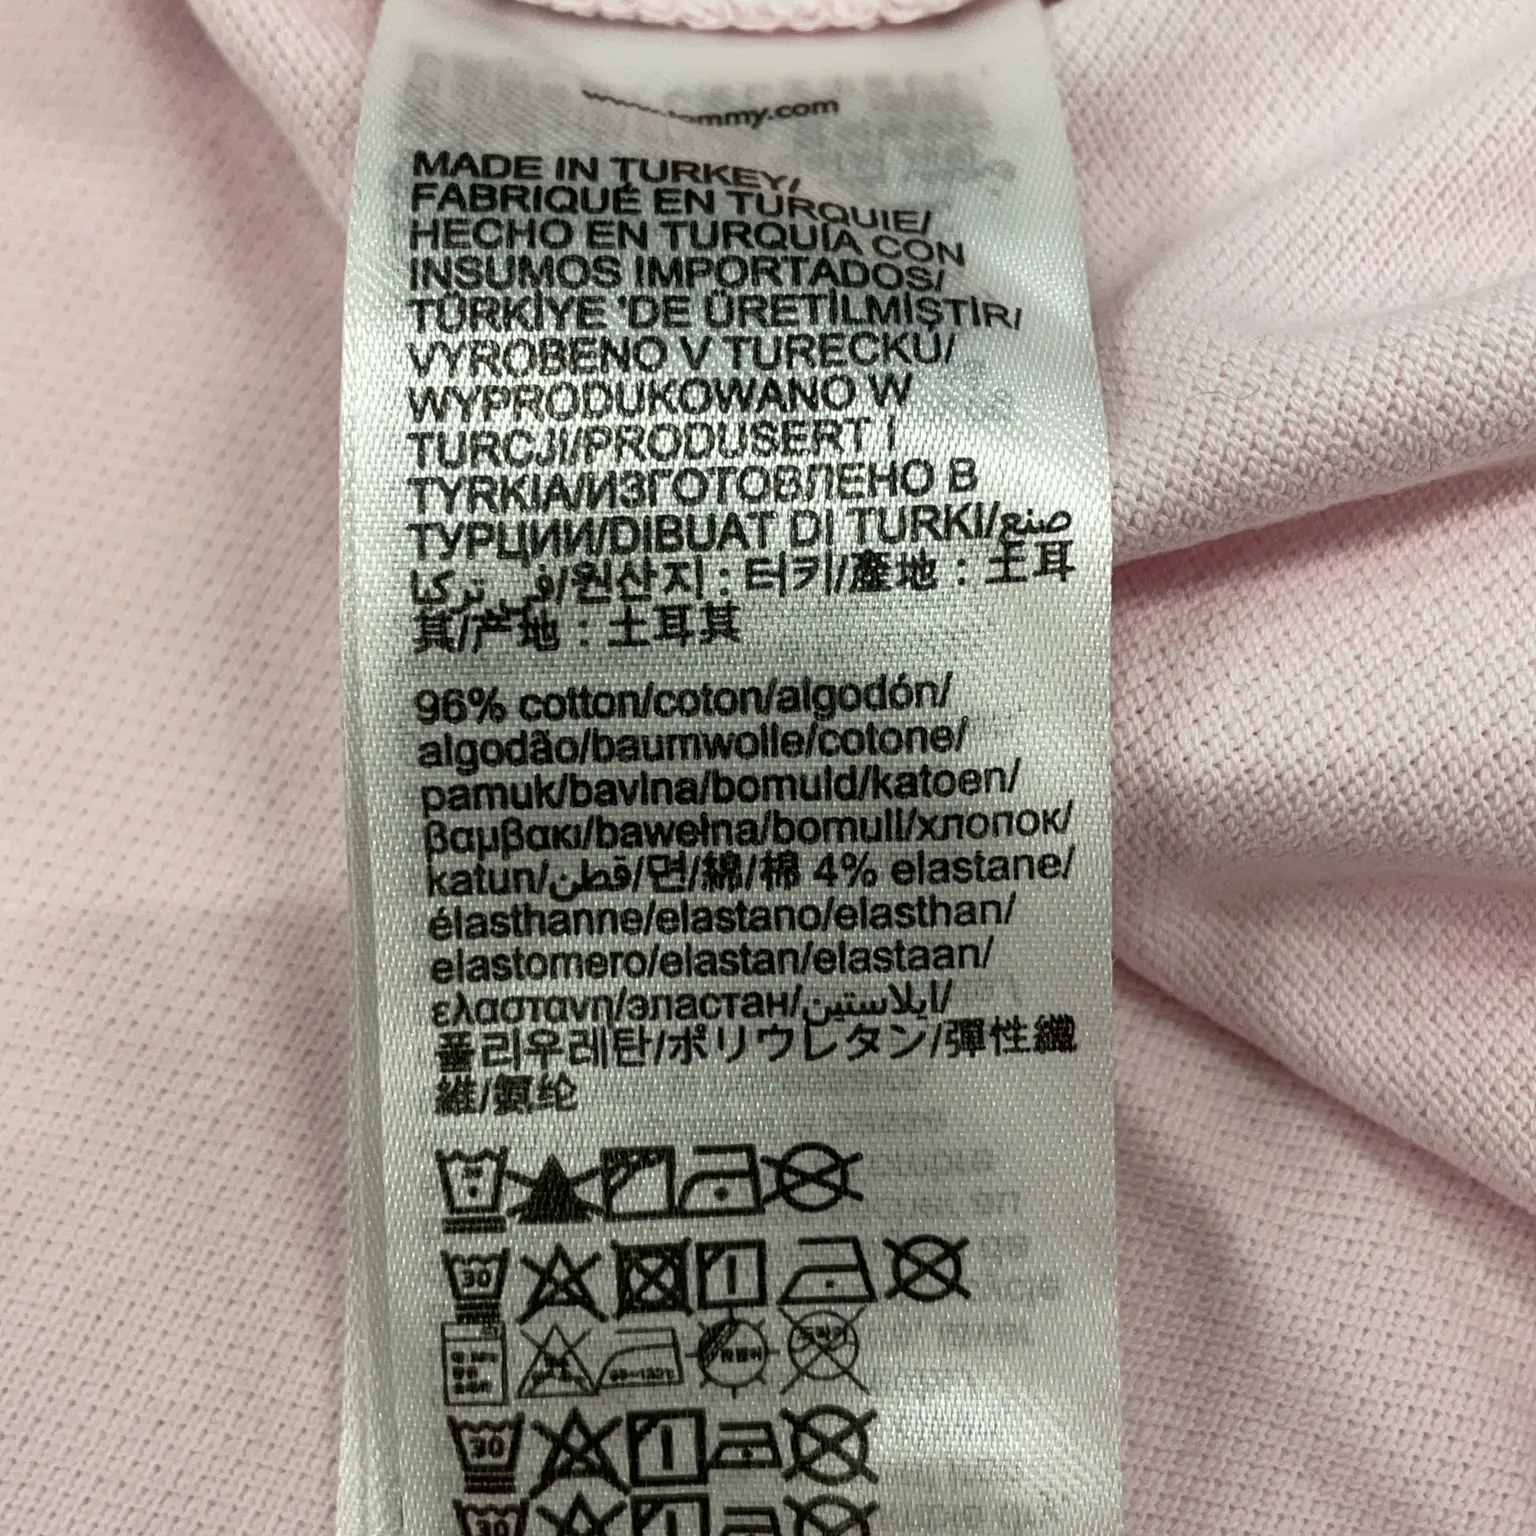 www.tommy.com
MADE IN TURKEY/
FABRIQUÉ EN TURQUIE/
HECHO EN TURQUÍA CON
INSUMOS IMPORTADOS/
TÜRKİYE 'DE ÜRETİLMİŞTİR/
VYROBENO V TURECKU/
WYPRODUKOWANO W
TURCJI/PRODUSERT I
TYRKIA/ИЗГОТОВЛЕНО В
ТУРЦИИ/DIBUAT DI TURKI/صنع
في تركا/원산지 : 터키/產地 : 土耳
其/产地 : 土耳其
96% cotton/coton/algodón/
algodão/baumwolle/cotone/
pamuk/bavlna/bomuld/katoen/
βαμβακι/bawełna/bomull/хлопок/
katun/قطن/면/綿/棉 4% elastane/
élasthanne/elastano/elasthan/
elastomero/elastan/elastaan/
ελαστανη/эластан/ايلاستين/
폴리우레탄/ポリウレタン/彈性纖
維/氨纶
30
30
30